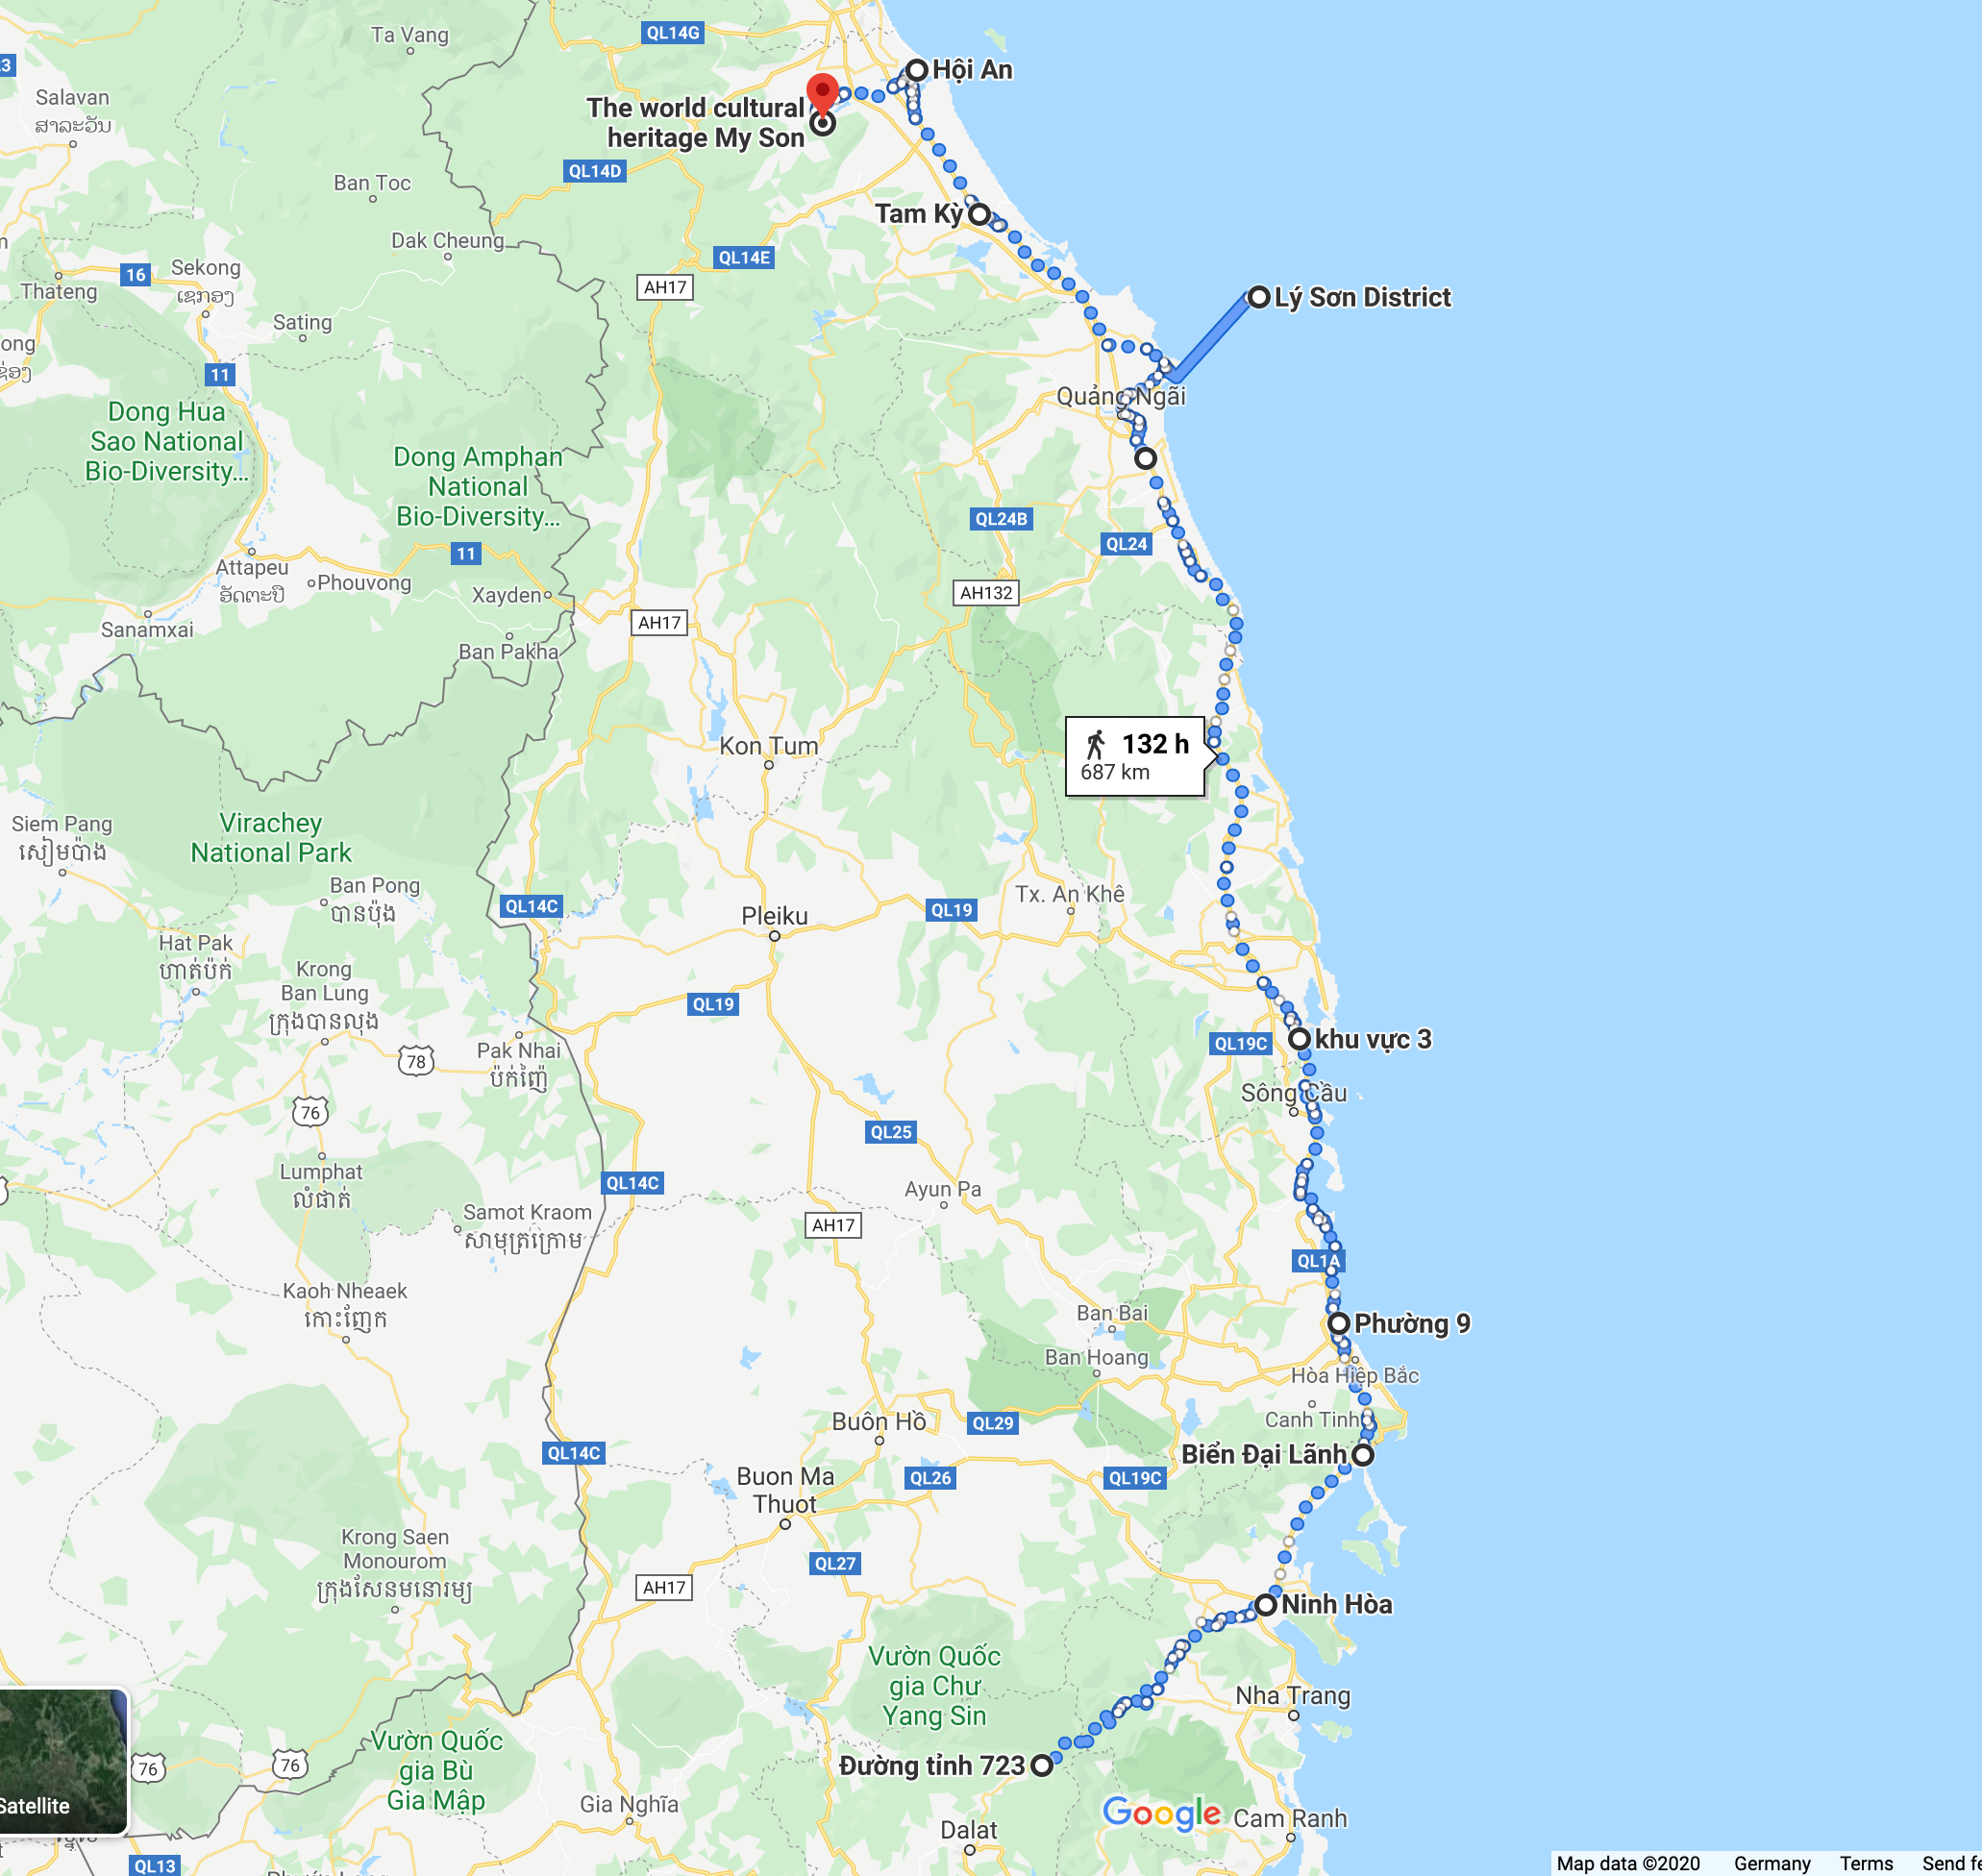 Ta Vang
QL14G
Hội An
23
Salavan
ສາລະວັນ
The world cultural
heritage My Son
QL14D
Ban Toc
Tam Kỳ
Dak Cheung
QL14E
16
Sekong
ເຊກອງ
AH17
Thateng
Lý Sơn District
Sating
ong
11
Quảng Ngãi
Dong Hua
Sao National
Bio-Diversity...
Dong Amphan
National
Bio-Diversity...
QL24B
QL24
11
Attapeu
ອັດຕະປື
Phouvong
Xayden
AH132
Sanamxai
AH17
Ban Pakha
132 h
687 km
Kon Tum
Siem Pang
សៀមប៉ាង
Virachey
National Park
Ban Pong
បានប៉ុង
QL14C
Tx. An Khê
QL19
Pleiku
Hat Pak
ហាត់ប៉ក់
Krong
Ban Lung
ក្រុងបានលុង
QL19
khu vực 3
QL19C
78
Pak Nhai
ប៉ក់ញ៉ៃ
Sông Cầu
76
QL25
Lumphat
លំផាត់
QL14C
Ayun Pa
Samot Kraom
សាមុត្រក្រោម
AH17
QL1A
Kaoh Nheaek
កោះញែក
Ban Bai
Phường 9
Ban Hoang
Hòa Hiệp Bắc
Buôn Hồ
QL29
Canh Tinh
QL14C
Biển Đại Lãnh
Buon Ma
Thuot
QL26
QL19C
Krong Saen
Monourom
ក្រុងសែនមនោរម្យ
QL27
AH17
Ninh Hòa
Vườn Quốc
gia Chư
Yang Sin
Nha Trang
Vườn Quốc
gia Bù
Gia Mập
76
76
Đường tỉnh 723
Satellite
Gia Nghĩa
Google
Cam Ranh
Dalat
QL13
Map data ©2020 Germany Terms Send fe